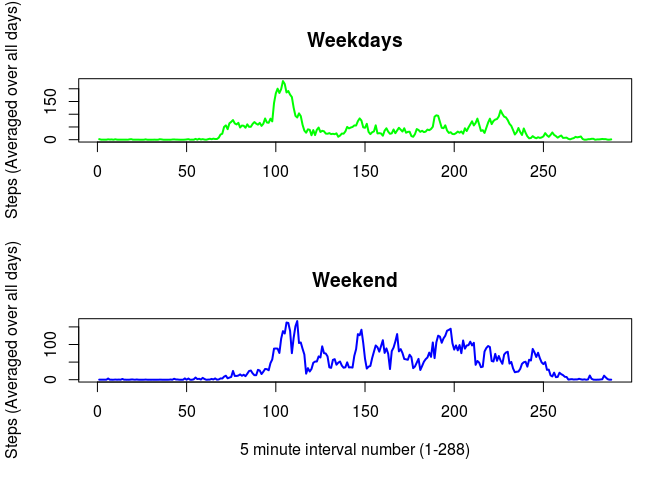 Weekdays
Steps (Averaged over all days)
0 150
0 50 100 150 200 250
Weekend
Steps (Averaged over all days)
0 100
0 50 100 150 200 250
5 minute interval number (1-288)